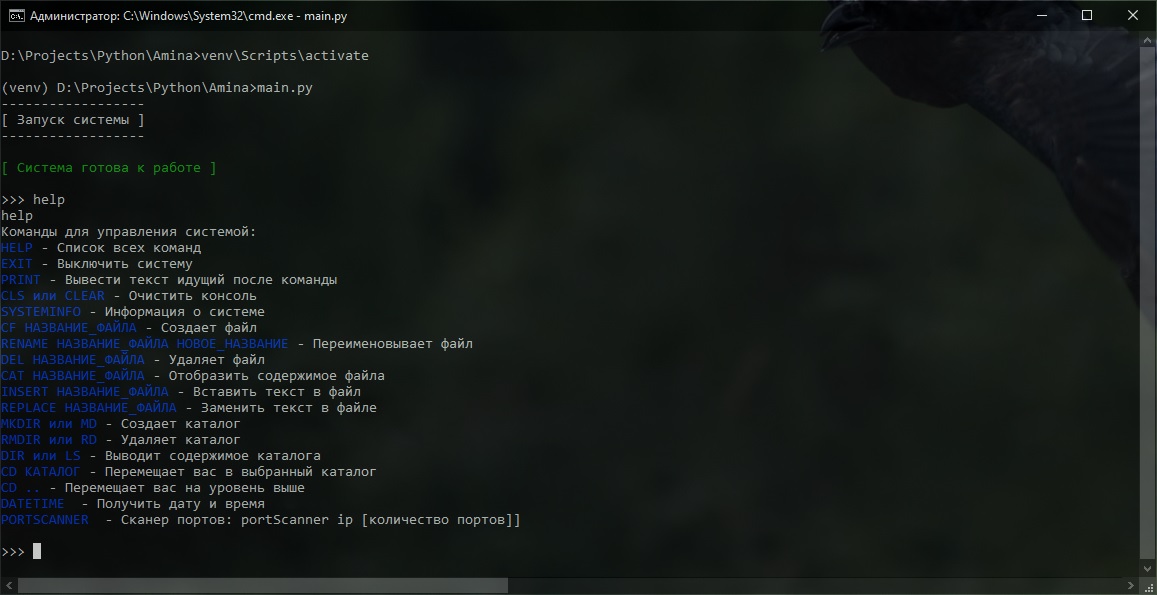 Администратор: C:\Windows\System32\cmd.exe - main.py
D:\Projects\Python\Amina>venv\Scripts\activate
(venv) D:\Projects\Python\Amina>main.py
------------------
[ Запуск системы ]
------------------
[ Система готова к работе ]
>>> help
help
Команды для управления системой:
HELP - Список всех команд
EXIT - Выключить систему
PRINT - Вывести текст идущий после команды
CLS или CLEAR - Очистить консоль
SYSTEMINFO - Информация о системе
CF НАЗВАНИЕ_ФАЙЛА - Создает файл
RENAME НАЗВАНИЕ_ФАЙЛА НОВОЕ_НАЗВАНИЕ - Переименовывает файл
DEL НАЗВАНИЕ_ФАЙЛА - Удаляет файл
CAT НАЗВАНИЕ_ФАЙЛА - Отобразить содержимое файла
INSERT НАЗВАНИЕ_ФАЙЛА - Вставить текст в файл
REPLACE НАЗВАНИЕ_ФАЙЛА - Заменить текст в файле
MKDIR или MD - Создает каталог
RMDIR или RD - Удаляет каталог
DIR или LS - Выводит содержимое каталога
CD КАТАЛОГ - Перемещает вас в выбранный каталог
CD .. - Перемещает вас на уровень выше
DATETIME  - Получить дату и время
PORTSCANNER  - Сканер портов: portScanner ip [количество портов]]
>>>